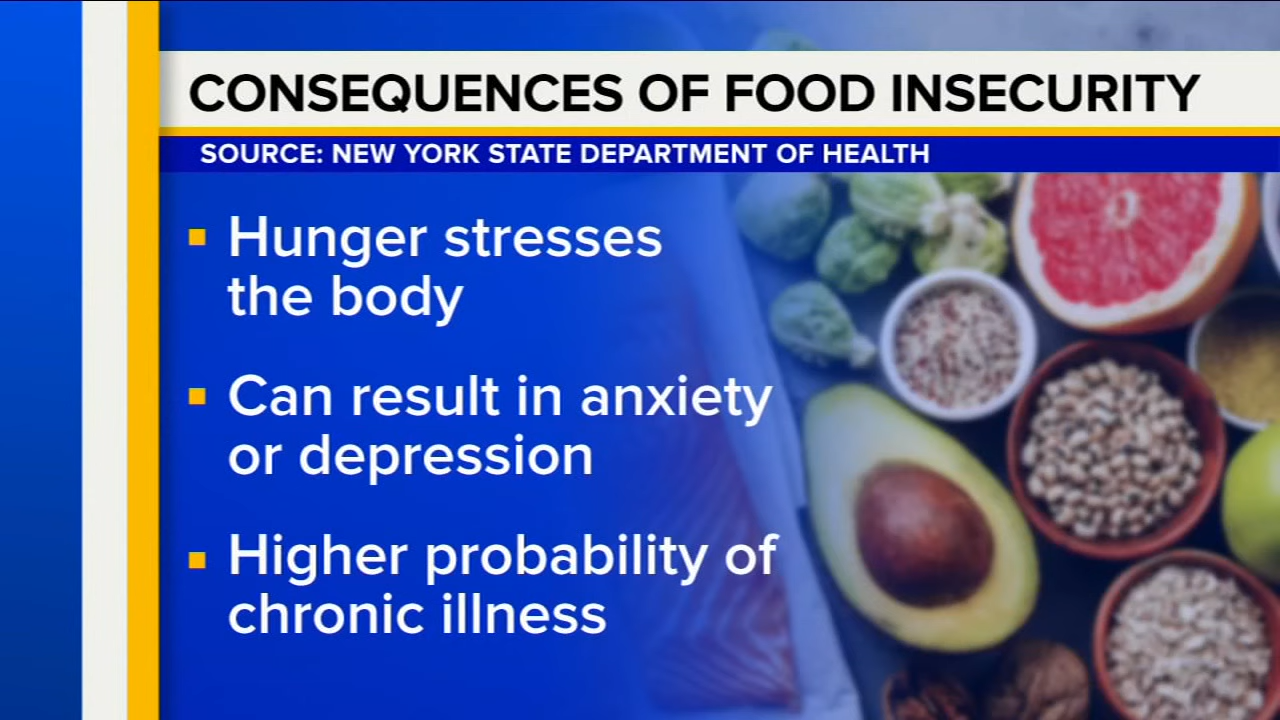 CONSEQUENCES OF FOOD INSECURITY
SOURCE: NEW YORK STATE DEPARTMENT OF HEALTH
Hunger stresses
the body
Can result in anxiety
or depression
Higher probability of
chronic illness